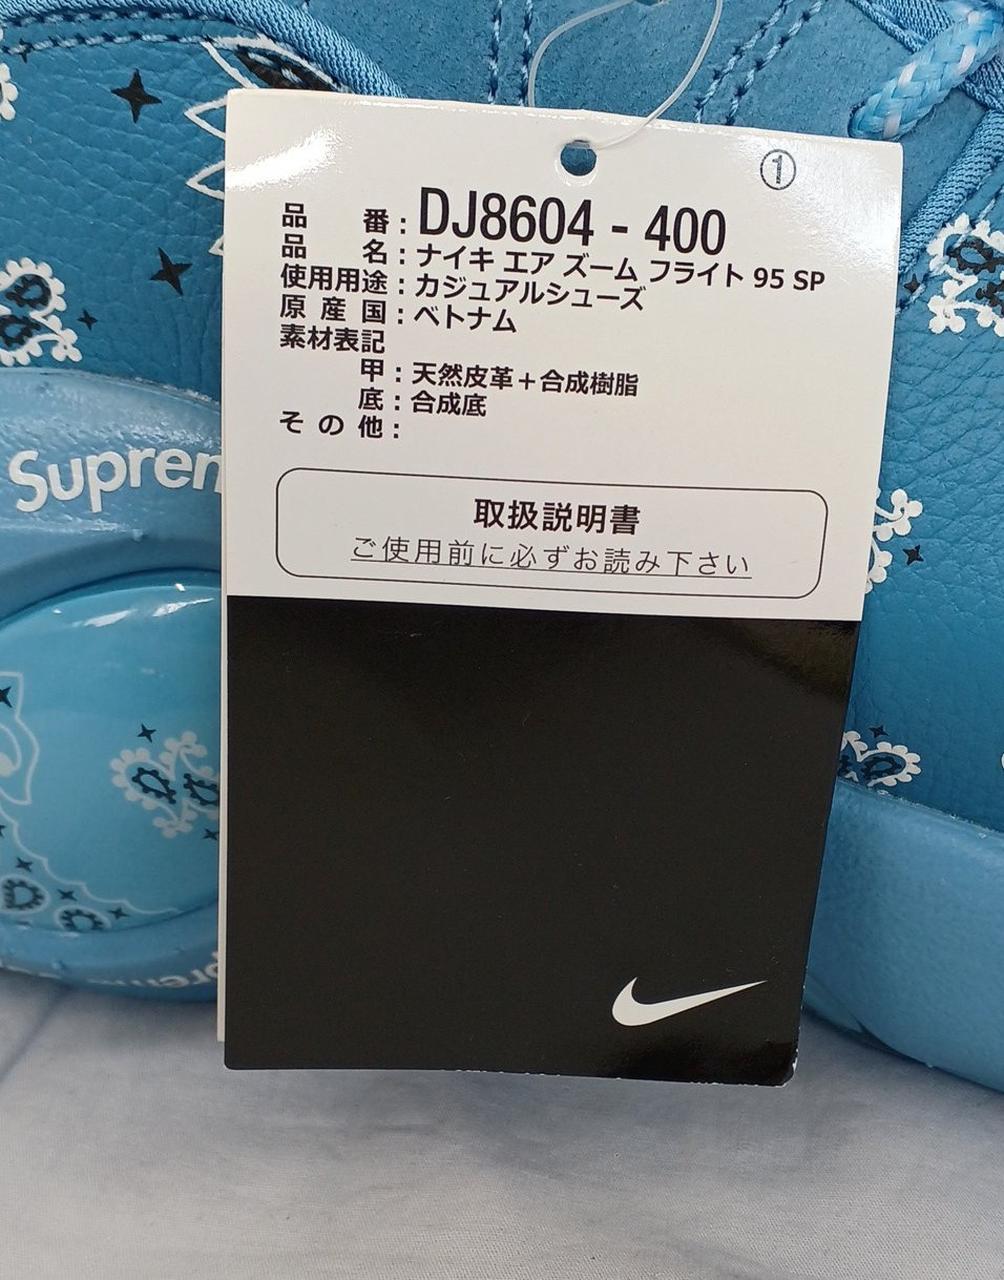 ①
品番：DJ8604 - 400
品名：ナイキ エア ズーム フライト 95 SP
使用用途：カジュアルシューズ
原産国：ベトナム
素材表記
甲：天然皮革＋合成樹脂
底：合成底
その他：
Suprem
取扱説明書
ご使用前に必ずお読み下さい